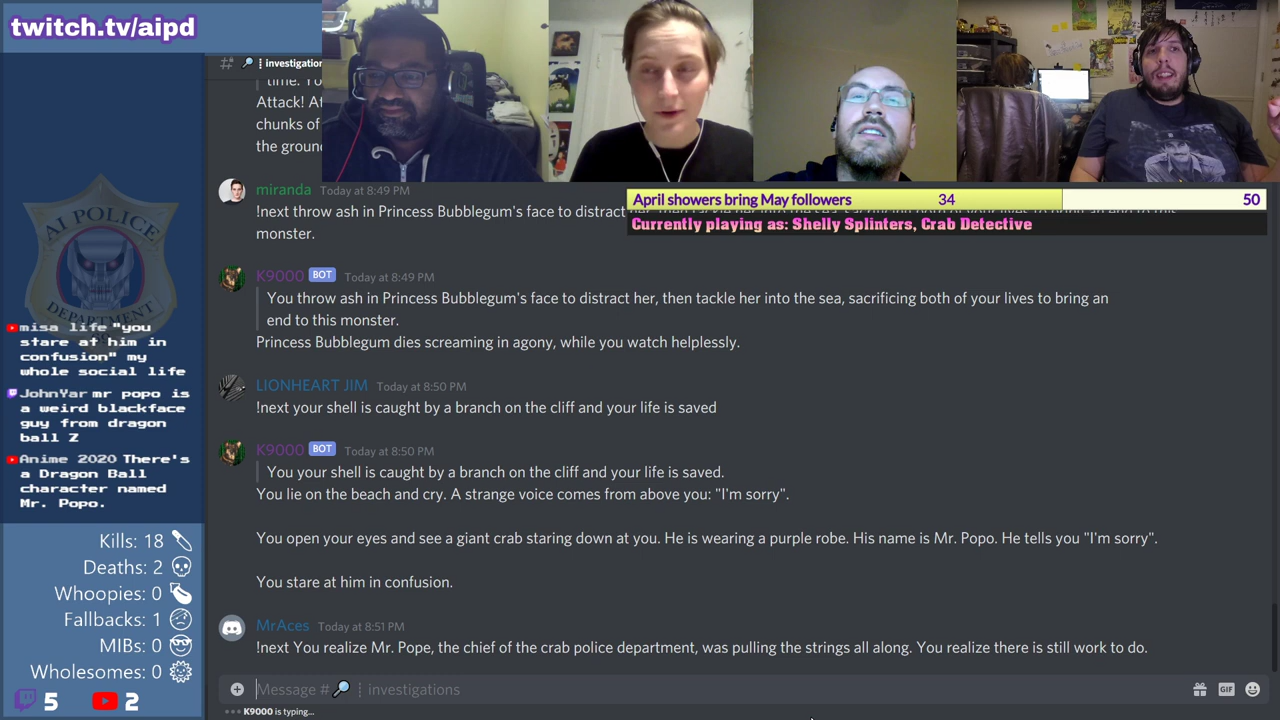 twitch.tv/aipd
# 🔎 ⁝ investigation
time. Yo
Attack! At
chunks of
the ground
miranda Today at 8:49 PM
!next throw ash in Princess Bubblegum's face to distract
monster.
April showers bring May followers 34 50
Currently playing as: Shelly Splinters, Crab Detective
K9000 BOT Today at 8:49 PM
You throw ash in Princess Bubblegum's face to distract her, then tackle her into the sea, sacrificing both of your lives to bring an
end to this monster.
Princess Bubblegum dies screaming in agony, while you watch helplessly.
LIONHEART JIM Today at 8:50 PM
!next your shell is caught by a branch on the cliff and your life is saved
K9000 BOT Today at 8:50 PM
You your shell is caught by a branch on the cliff and your life is saved.
You lie on the beach and cry. A strange voice comes from above you: "I'm sorry".
You open your eyes and see a giant crab staring down at you. He is wearing a purple robe. His name is Mr. Popo. He tells you "I'm sorry".
You stare at him in confusion.
MrAces Today at 8:51 PM
!next You realize Mr. Pope, the chief of the crab police department, was pulling the strings all along. You realize there is still work to do.
Message # 🔎 ⁝ investigations
GIF
K9000 is typing...
AI POLICE
DEPARTMENT
misa life "you
stare at him in
confusion" my
whole social life
JohnYar mr popo is
a weird blackface
guy from dragon
ball Z
Anime 2020 There's
a Dragon Ball
character named
Mr. Popo.
Kills: 18
Deaths: 2
Whoopies: 0
Fallbacks: 1
MIBs: 0
Wholesomes: 0
5 2